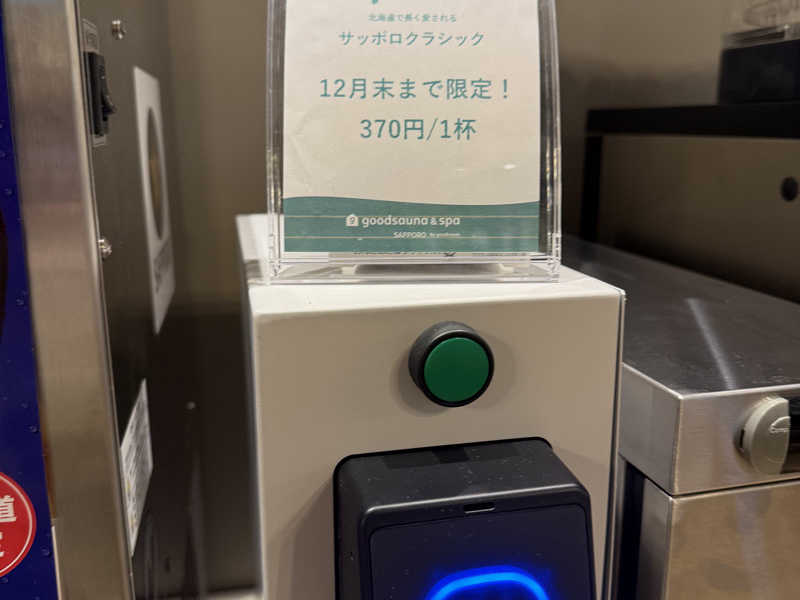 北海道で長く愛される
サッポロクラシック
12月末まで限定！
370円/1杯
goodsauna & spa
SAPPORO
道